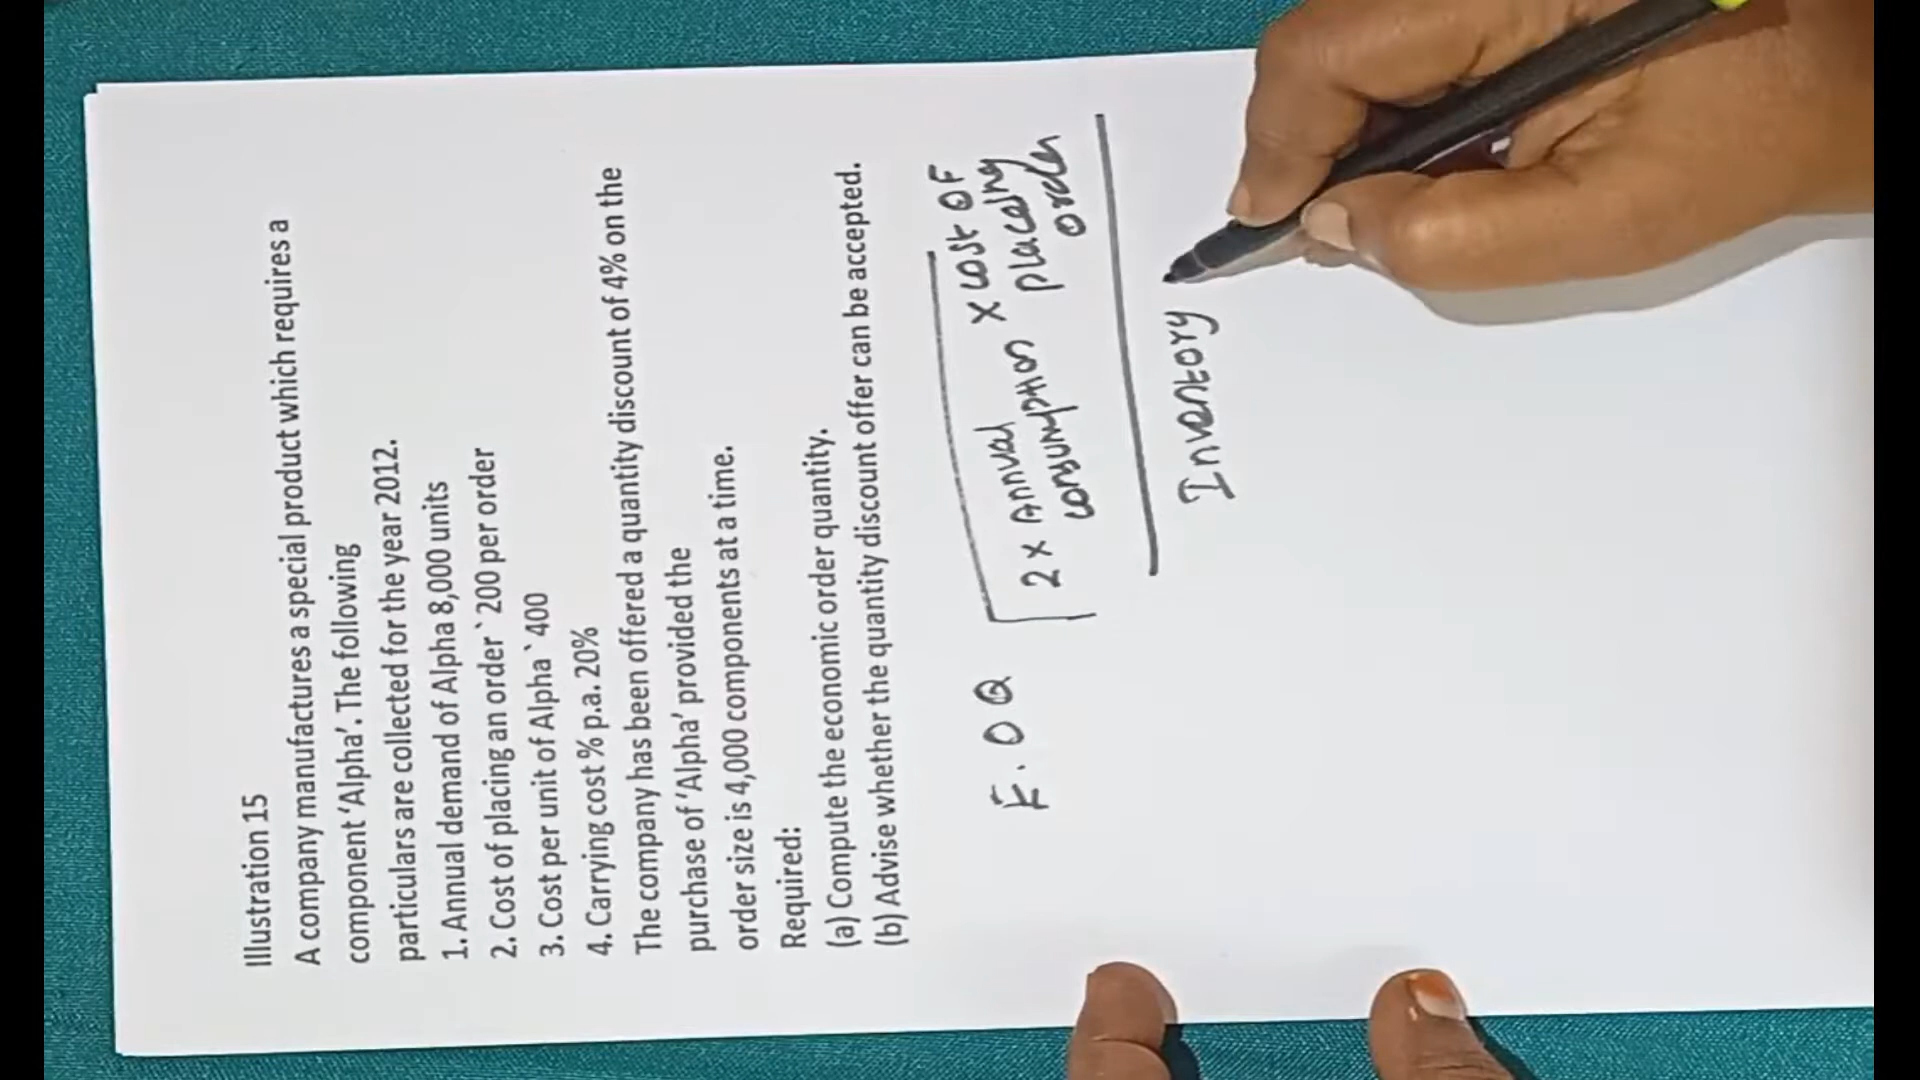 Illustration 15
A company manufactures a special product which requires a
component ‘Alpha’. The following
particulars are collected for the year 2012.
1. Annual demand of Alpha 8,000 units
2. Cost of placing an order ` 200 per order
3. Cost per unit of Alpha ` 400
4. Carrying cost % p.a. 20%
The company has been offered a quantity discount of 4% on the
purchase of ‘Alpha’ provided the
order size is 4,000 components at a time.
Required:
(a) Compute the economic order quantity.
(b) Advise whether the quantity discount offer can be accepted.
E.OQ
2 x Annual x cost OF
consumption placeing
order
Inventory